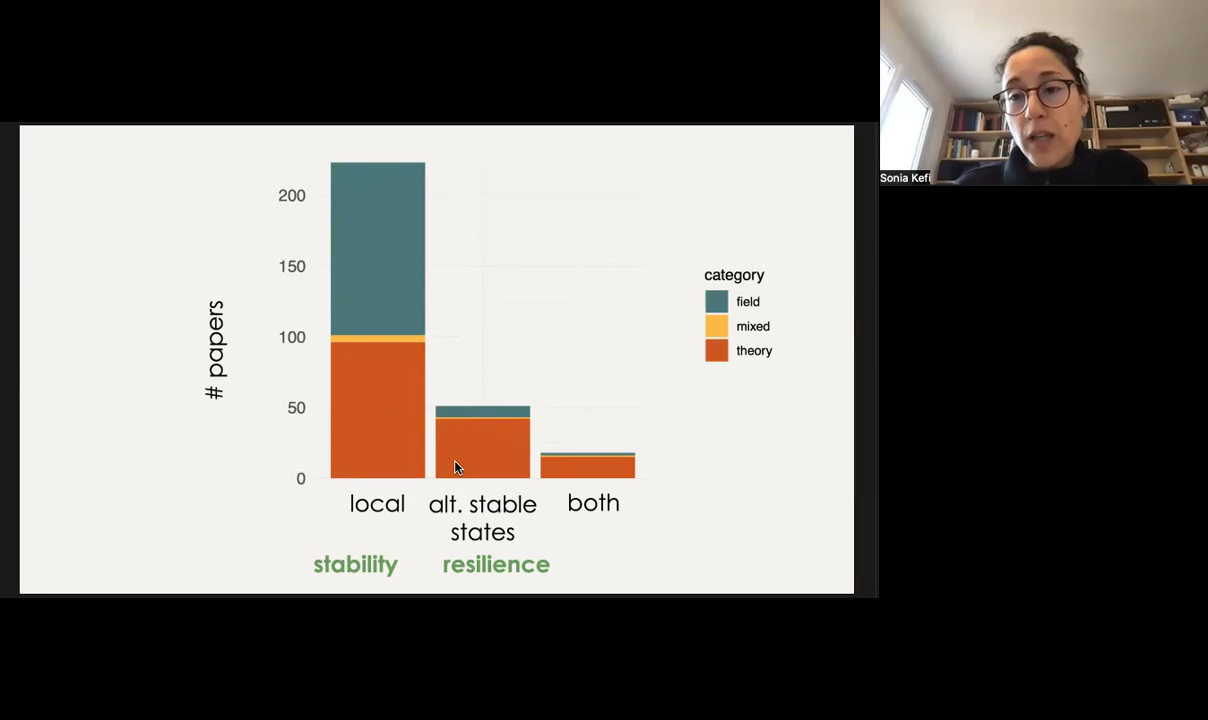 Sonia Kefi
200
150
100
50
0
# papers
local
alt. stable
states
both
stability
resilience
category
field
mixed
theory